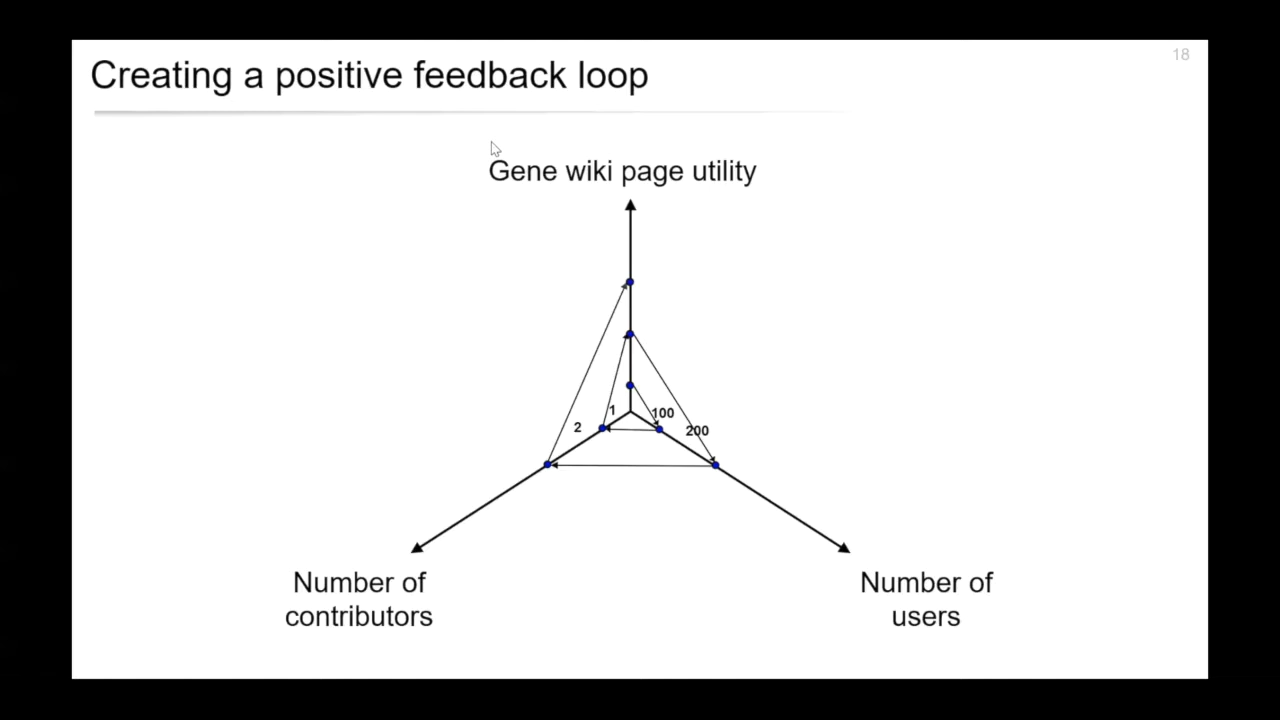 18
Creating a positive feedback loop
Gene wiki page utility
1
100
2
200
Number of
contributors
Number of
users